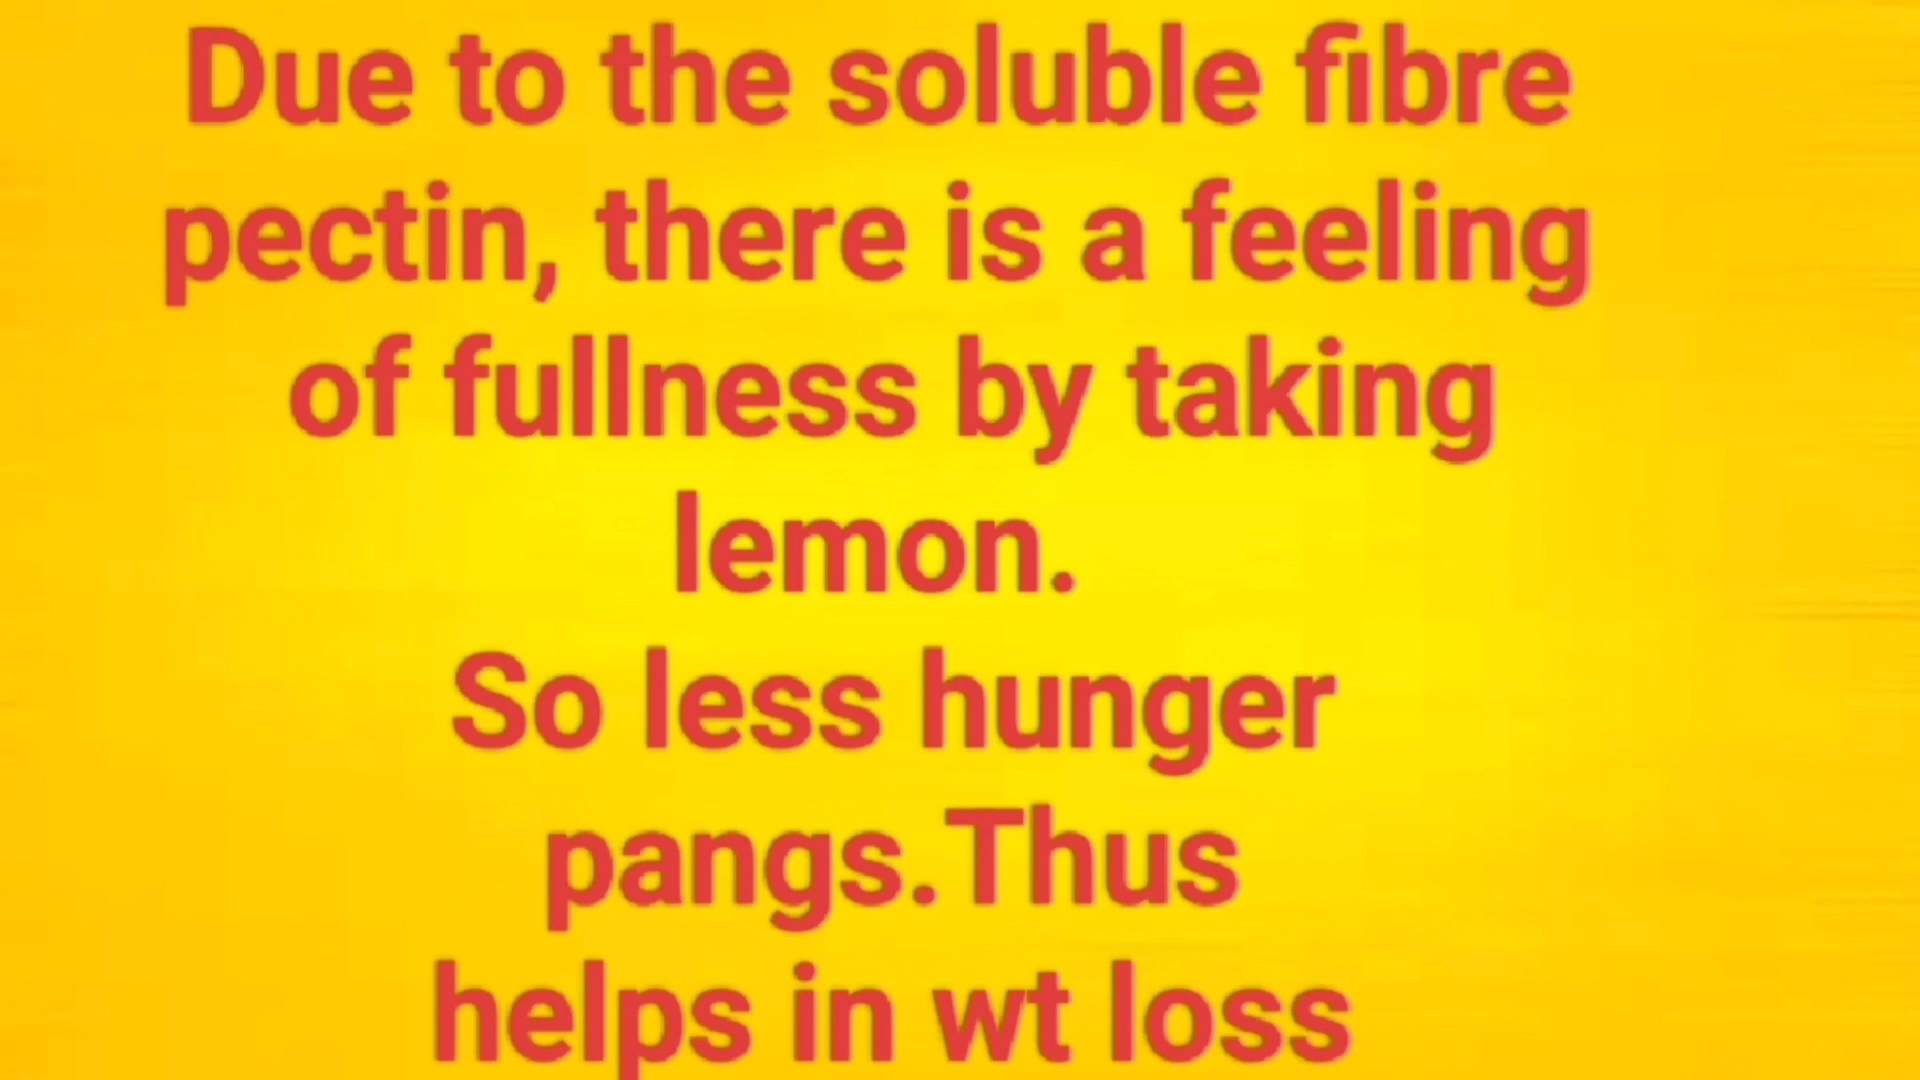 Due to the soluble fibre
pectin, there is a feeling
of fullness by taking
lemon.
So less hunger
pangs.Thus
helps in wt loss